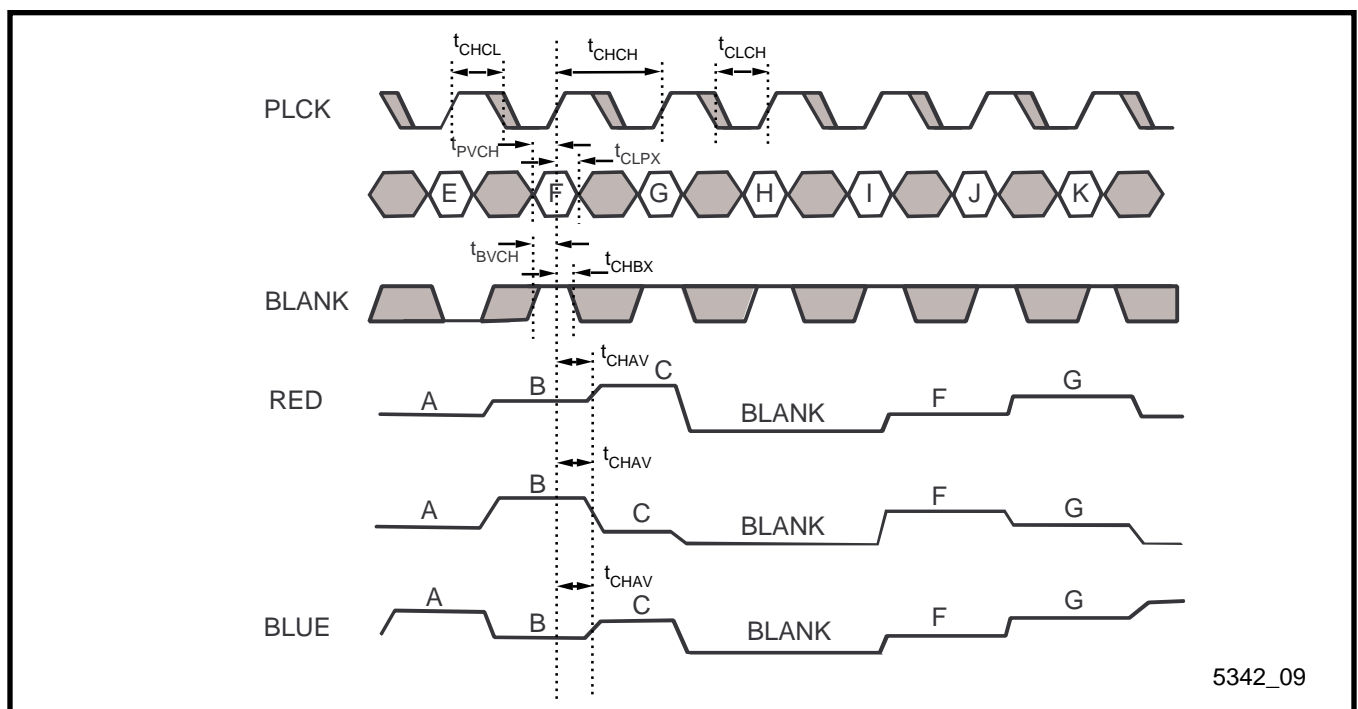 tCHCL
tCHCH
tCLCH
PLCK
tPVCH
tCLPX
E F G H I J K
tBVCH
tCHBX
BLANK
tCHAV
RED
A B C BLANK F G
tCHAV
A B C BLANK F G
tCHAV
BLUE
A B C BLANK F G
5342_09